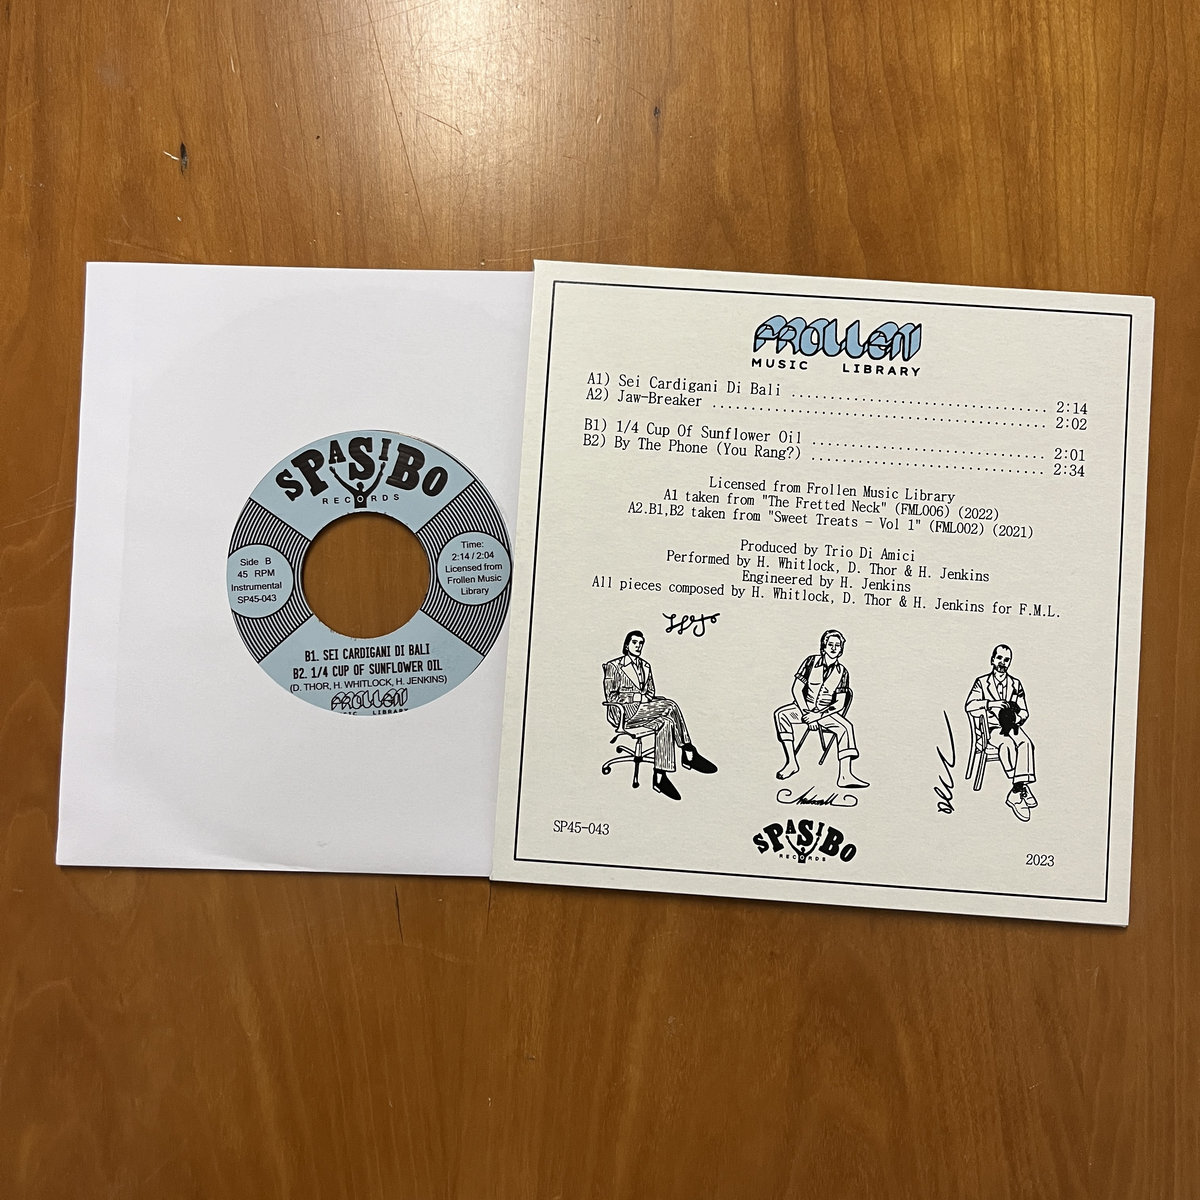 SPASIBO
RECORDS
Side B
45 RPM
Instrumental
SP45-043
Time:
2:14 / 2:04
Licensed from
Frollen Music
Library
B1. SEI CARDIGANI DI BALI
B2. 1/4 CUP OF SUNFLOWER OIL
(D. THOR, H. WHITLOCK, H. JENKINS)
FROLLEN
MUSIC LIBRARY
FROLLEN
MUSIC LIBRARY
A1) Sei Cardigani Di Bali ................................. 2:14
A2) Jaw-Breaker ........................................... 2:02
B1) 1/4 Cup Of Sunflower Oil .............................. 2:01
B2) By The Phone (You Rang?) .............................. 2:34
Licensed from Frollen Music Library
A1 taken from "The Fretted Neck" (FML006) (2022)
A2.B1,B2 taken from "Sweet Treats - Vol 1" (FML002) (2021)
Produced by Trio Di Amici
Performed by H. Whitlock, D. Thor & H. Jenkins
Engineered by H. Jenkins
All pieces composed by H. Whitlock, D. Thor & H. Jenkins for F.M.L.
SP45-043
SPASIBO
RECORDS
2023